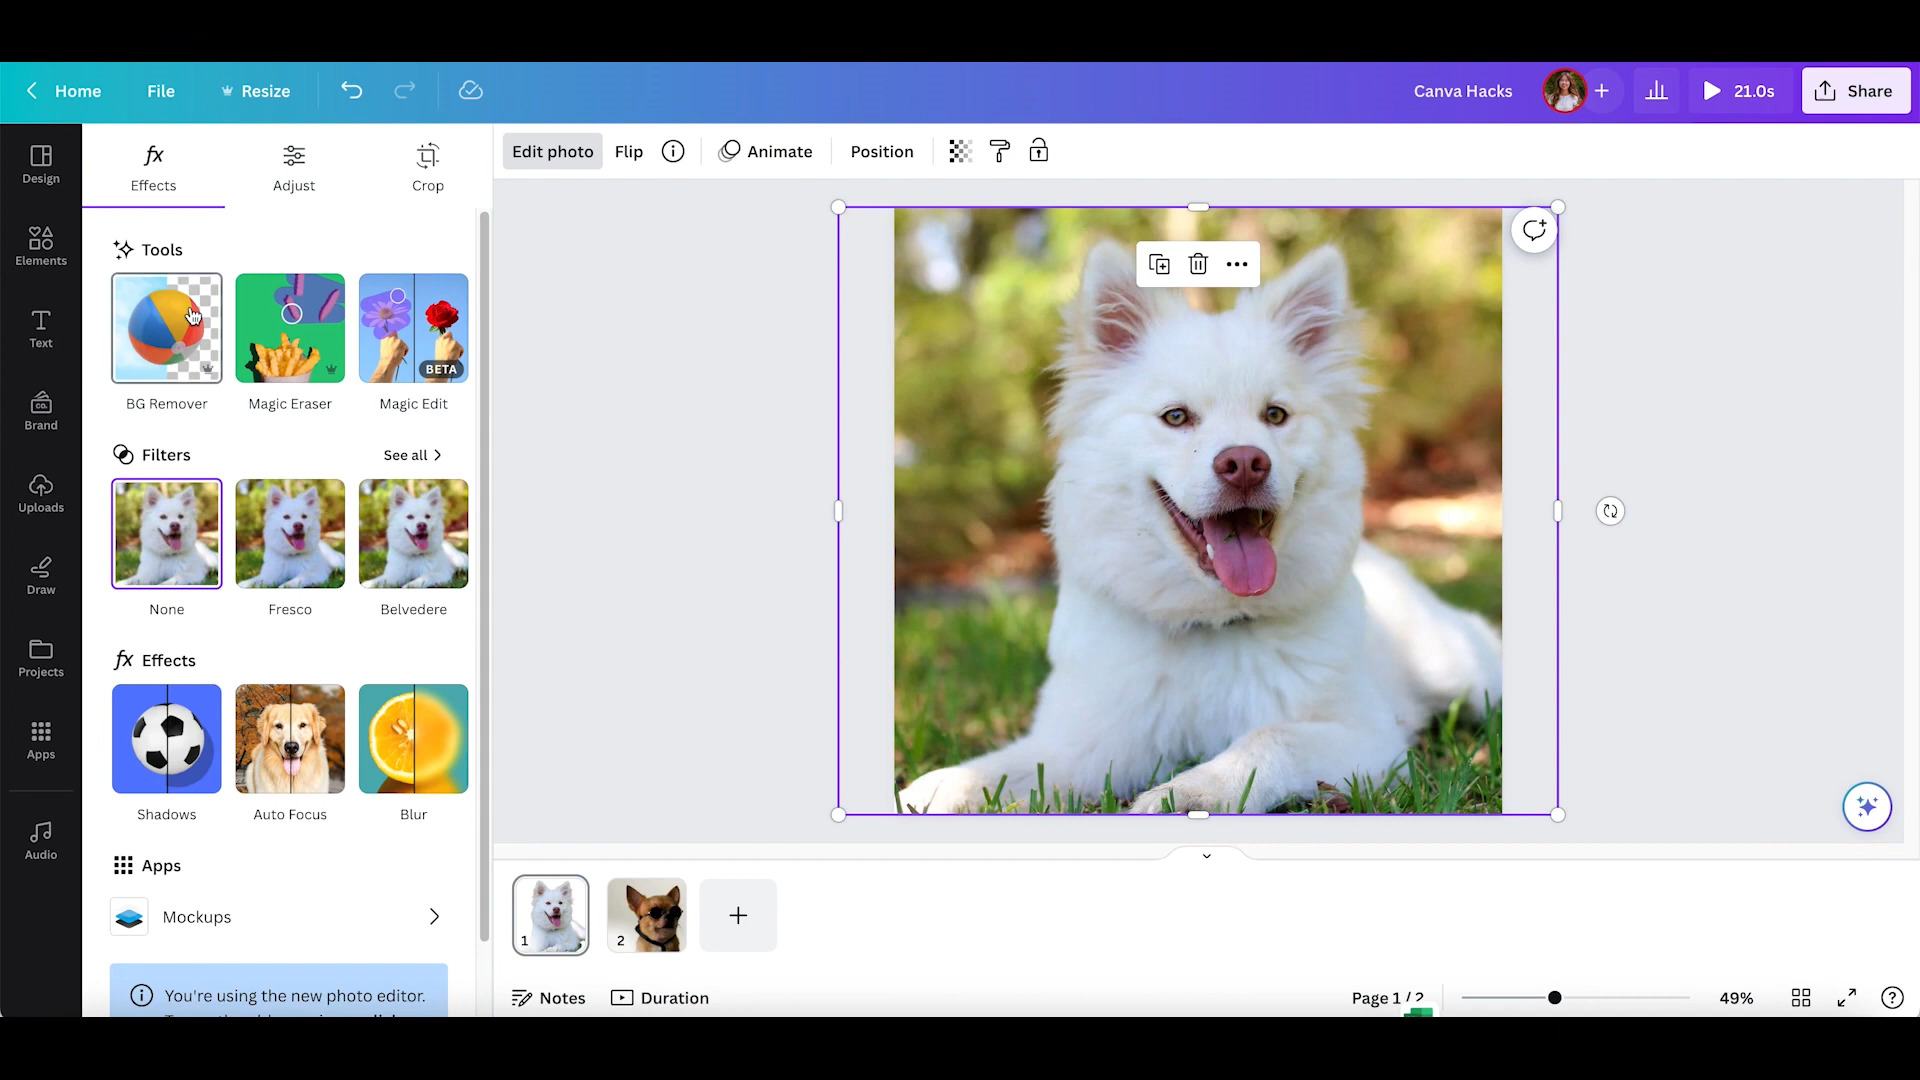 Home File Resize Canva Hacks 21.0s Share
Design
Elements
Text
Brand
CO.
Uploads
Draw
Projects
Apps
Audio
Effects Adjust Crop
Edit photo Flip Animate Position
Tools
BETA
BG Remover Magic Eraser Magic Edit
Filters See all
None Fresco Belvedere
fx Effects
Shadows Auto Focus Blur
Apps
Mockups
You're using the new photo editor.
1 2
Notes Duration Page 1 / 2 49%